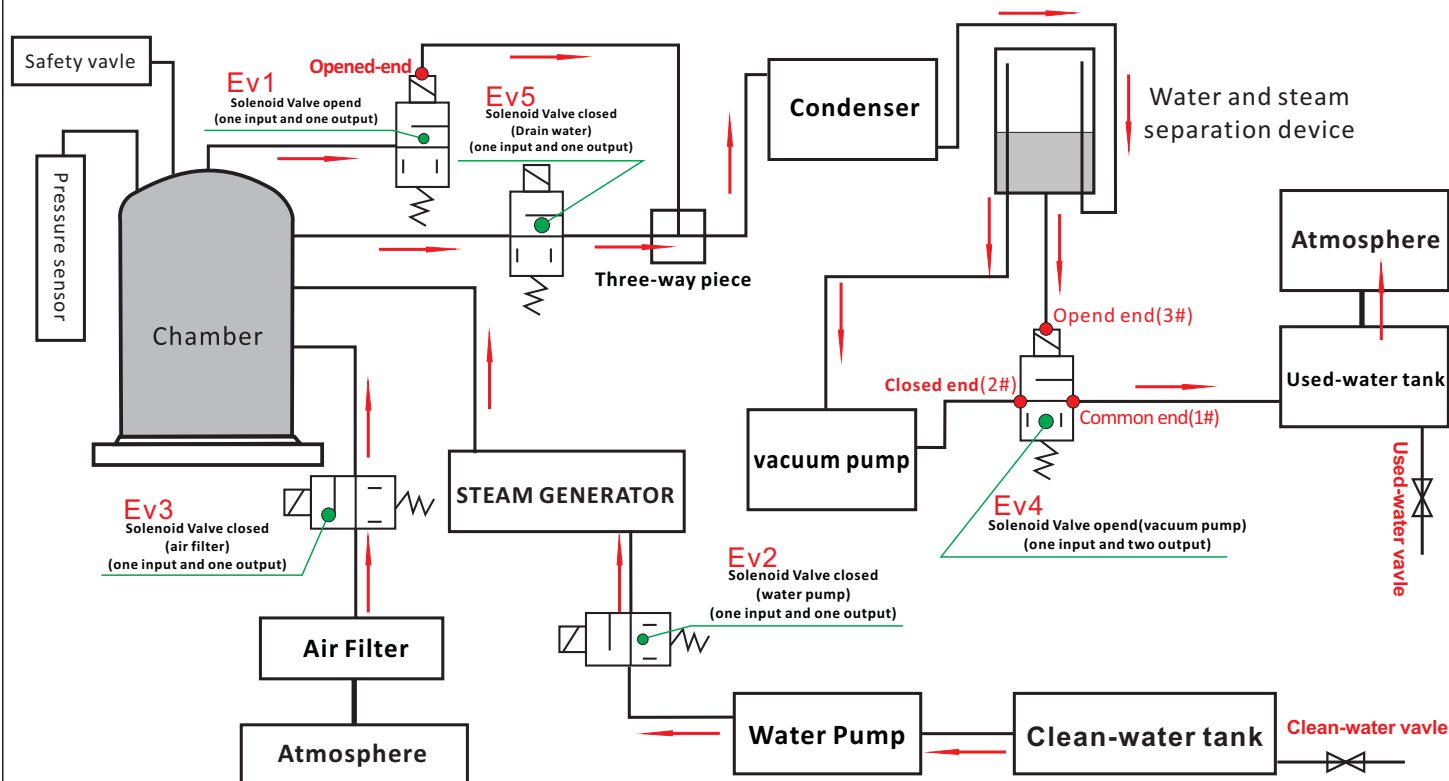 Safety vavle
Pressure sensor
Chamber
Ev1
Solenoid Valve opend
(one input and one output)
Opened-end
Ev5
Solenoid Valve closed
(Drain water)
(one input and one output)
Three-way piece
Condenser
Water and steam
separation device
Atmosphere
Used-water tank
Used-water vavle
Opend end(3#)
Closed end(2#)
Common end(1#)
vacuum pump
Ev4
Solenoid Valve opend(vacuum pump)
(one input and two output)
STEAM GENERATOR
Ev3
Solenoid Valve closed
(air filter)
(one input and one output)
Ev2
Solenoid Valve closed
(water pump)
(one input and one output)
Air Filter
Atmosphere
Water Pump
Clean-water tank
Clean-water vavle